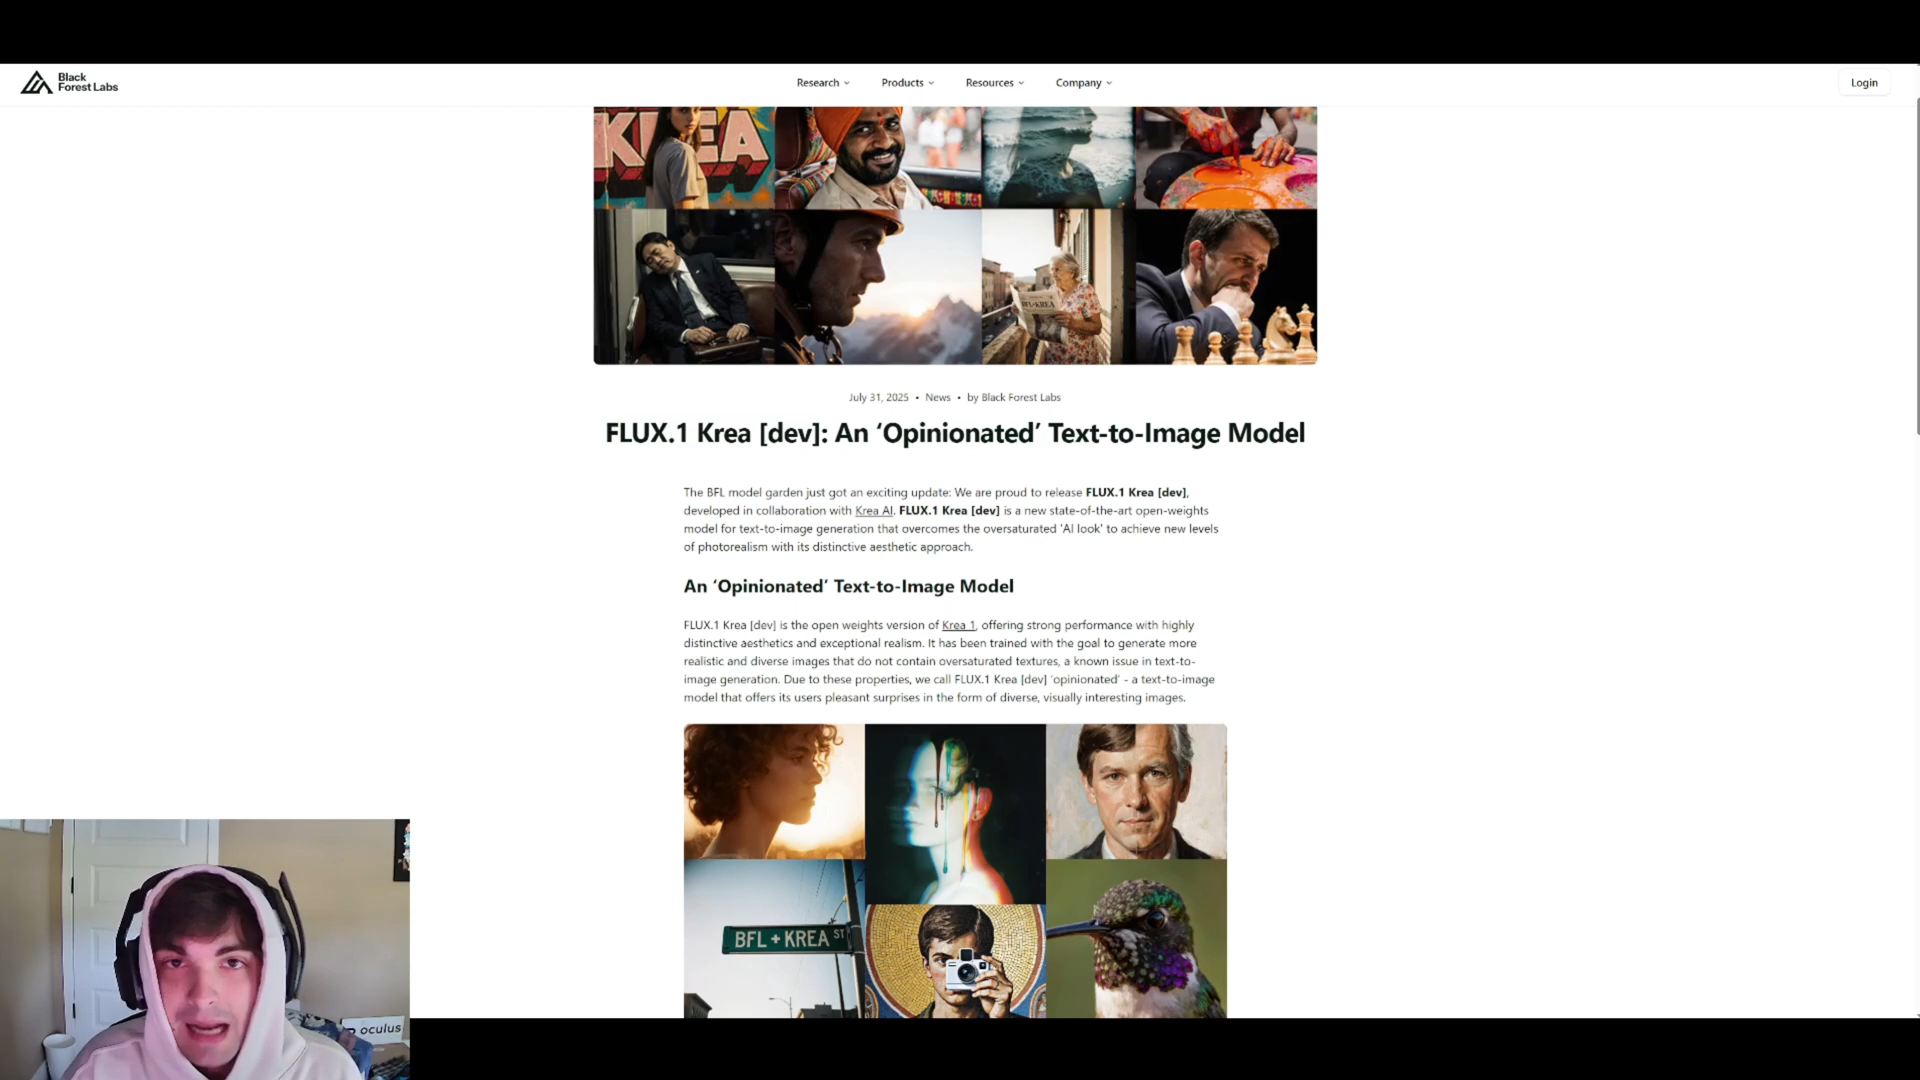 Black
Forest Labs
Research
Products
Resources
Company
Login
KREA
BFL+KREA
July 31, 2025 • News • by Black Forest Labs
FLUX.1 Krea [dev]: An ‘Opinionated’ Text-to-Image Model
The BFL model garden just got an exciting update: We are proud to release FLUX.1 Krea [dev],
developed in collaboration with Krea AI. FLUX.1 Krea [dev] is a new state-of-the-art open-weights
model for text-to-image generation that overcomes the oversaturated 'AI look' to achieve new levels
of photorealism with its distinctive aesthetic approach.
An ‘Opinionated’ Text-to-Image Model
FLUX.1 Krea [dev] is the open weights version of Krea 1, offering strong performance with highly
distinctive aesthetics and exceptional realism. It has been trained with the goal to generate more
realistic and diverse images that do not contain oversaturated textures, a known issue in text-to-
image generation. Due to these properties, we call FLUX.1 Krea [dev] ‘opinionated’ - a text-to-image
model that offers its users pleasant surprises in the form of diverse, visually interesting images.
BFL + KREA ST
oculus